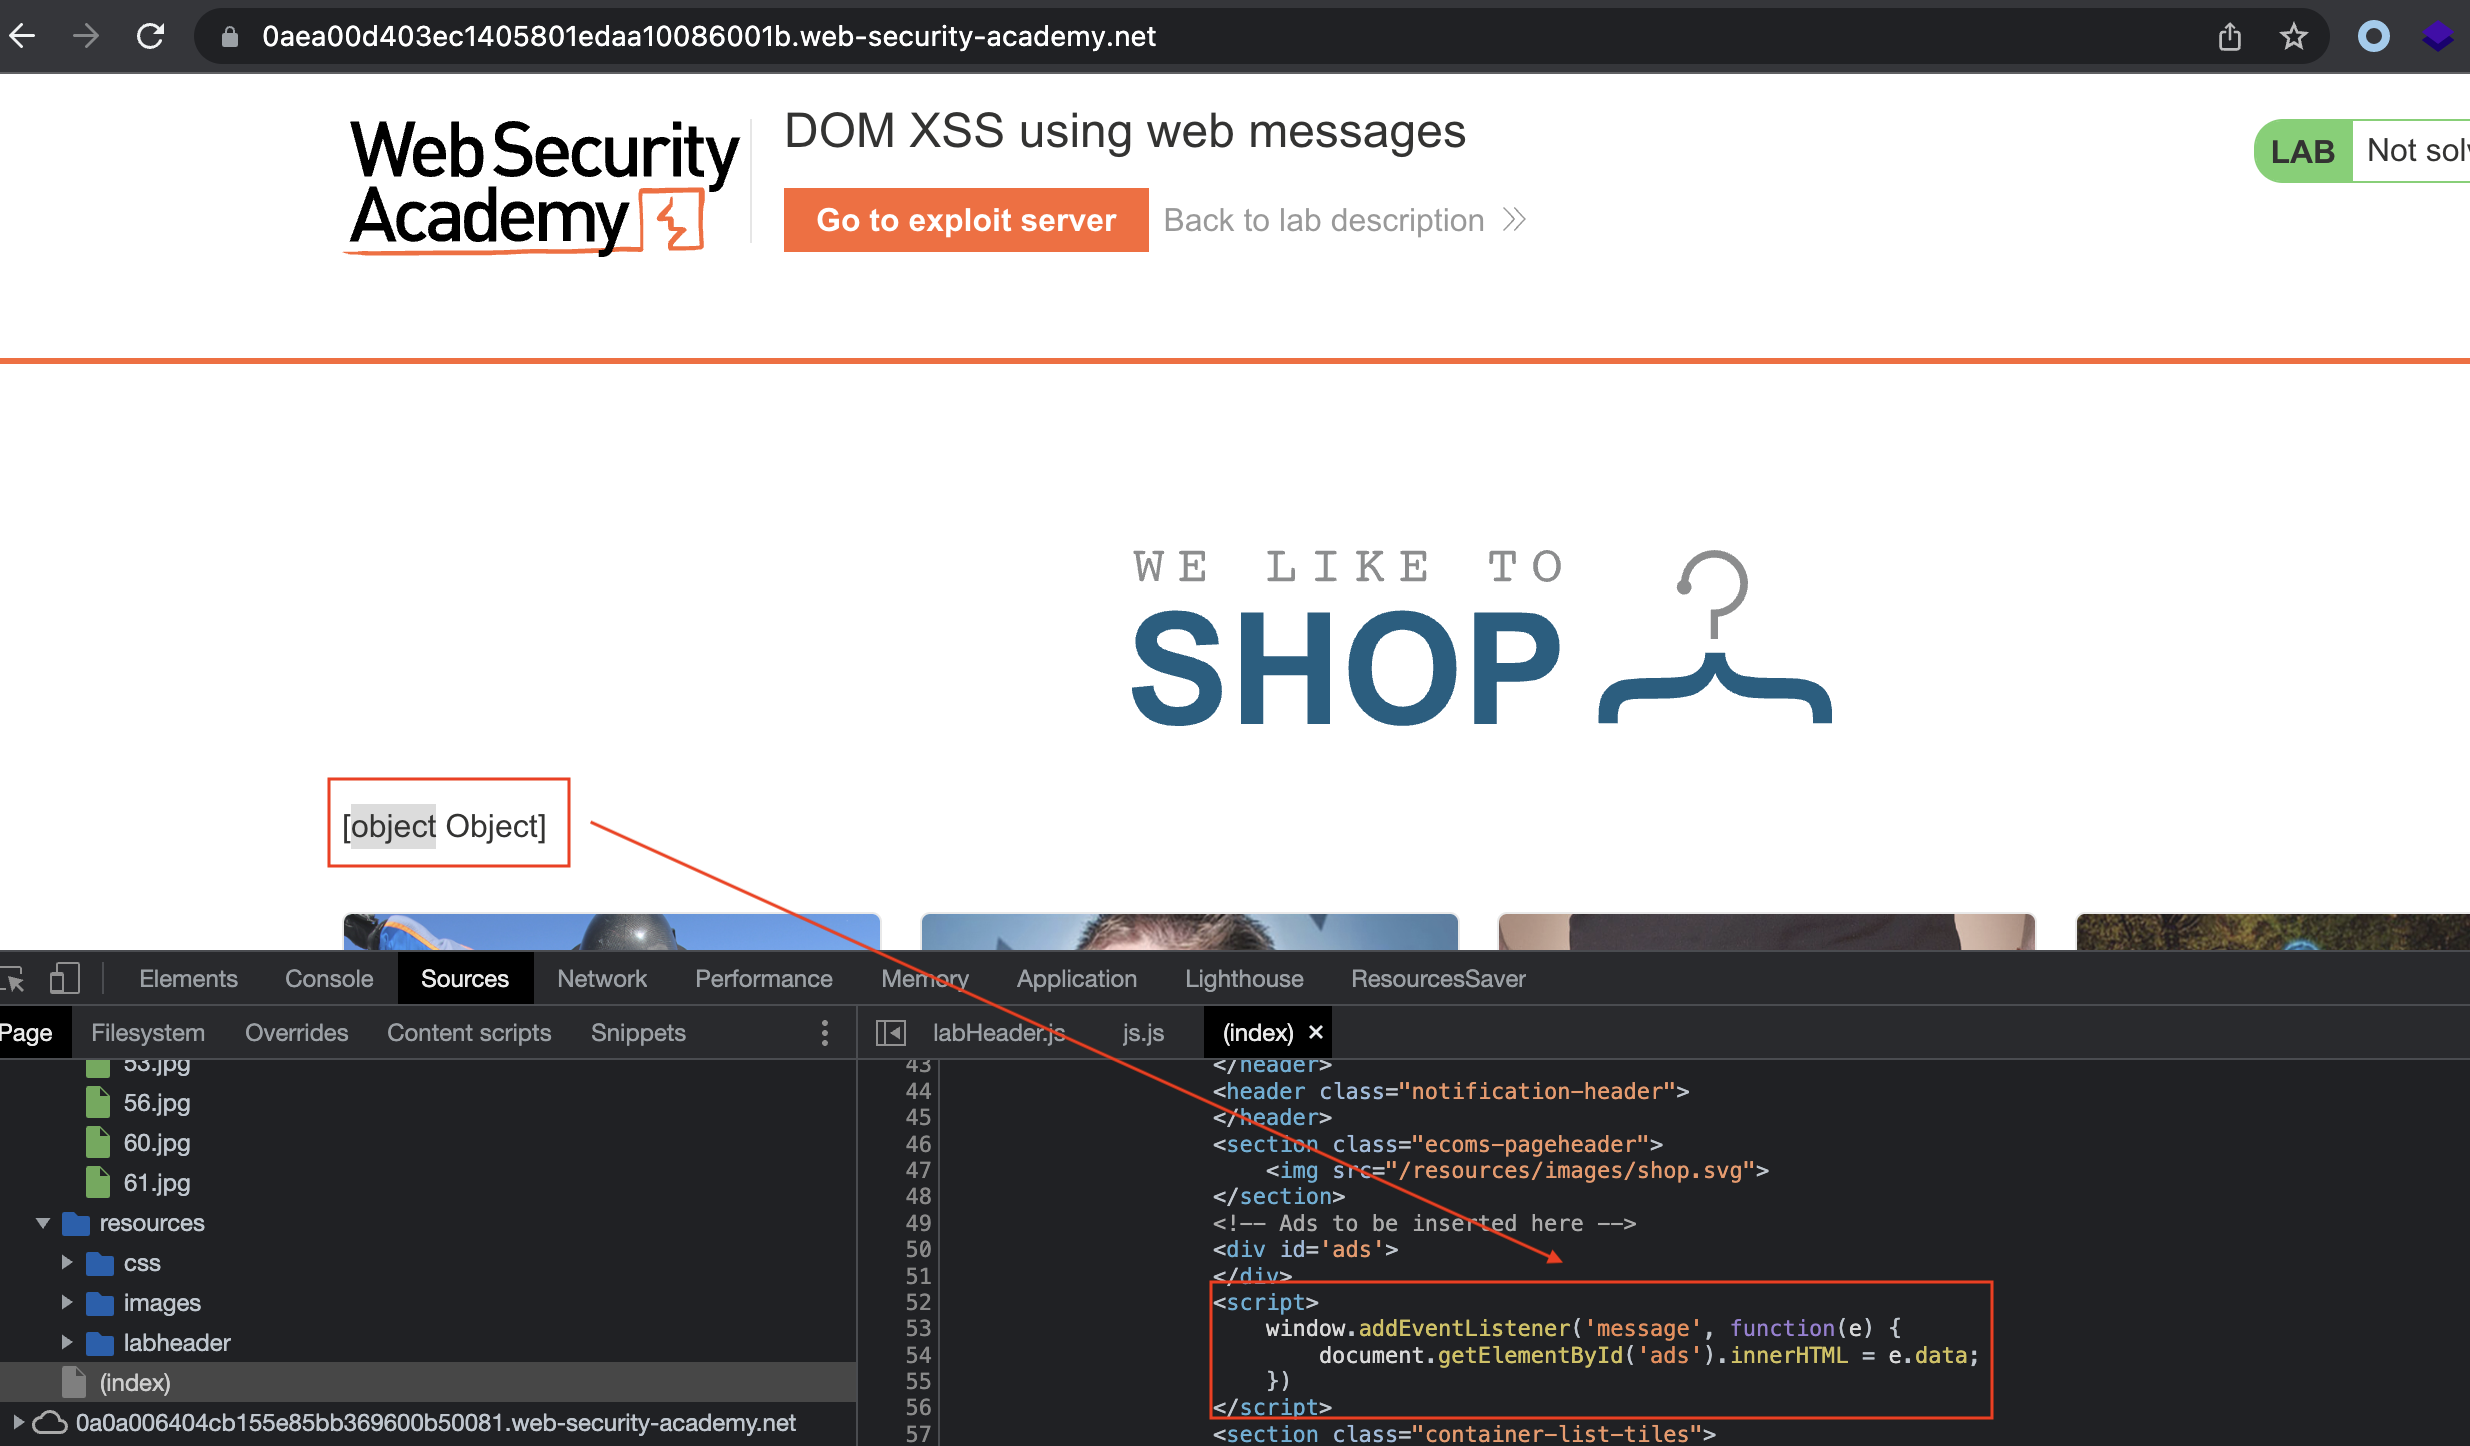 0aea00d403ec1405801edaa10086001b.web-security-academy.net
Web Security
Academy
DOM XSS using web messages
LAB Not solv
Go to exploit server Back to lab description
WE LIKE TO
SHOP
[object Object]
Elements Console Sources Network Performance Memory Application Lighthouse ResourcesSaver
Page Filesystem Overrides Content scripts Snippets
labHeader.js js.js (index) ×
53.jpg
56.jpg
60.jpg
61.jpg
resources
css
images
labheader
(index)
0a0a006404cb155e85bb369600b50081.web-security-academy.net
43 </header>
44 <header class="notification-header">
45 </header>
46 <section class="ecoms-pageheader">
47 <img src="/resources/images/shop.svg">
48 </section>
49 <!-- Ads to be inserted here -->
50 <div id='ads'>
51 </div>
52 <script>
53 window.addEventListener('message', function(e) {
54 document.getElementById('ads').innerHTML = e.data;
55 })
56 </script>
57 <section class="container-list-tiles">